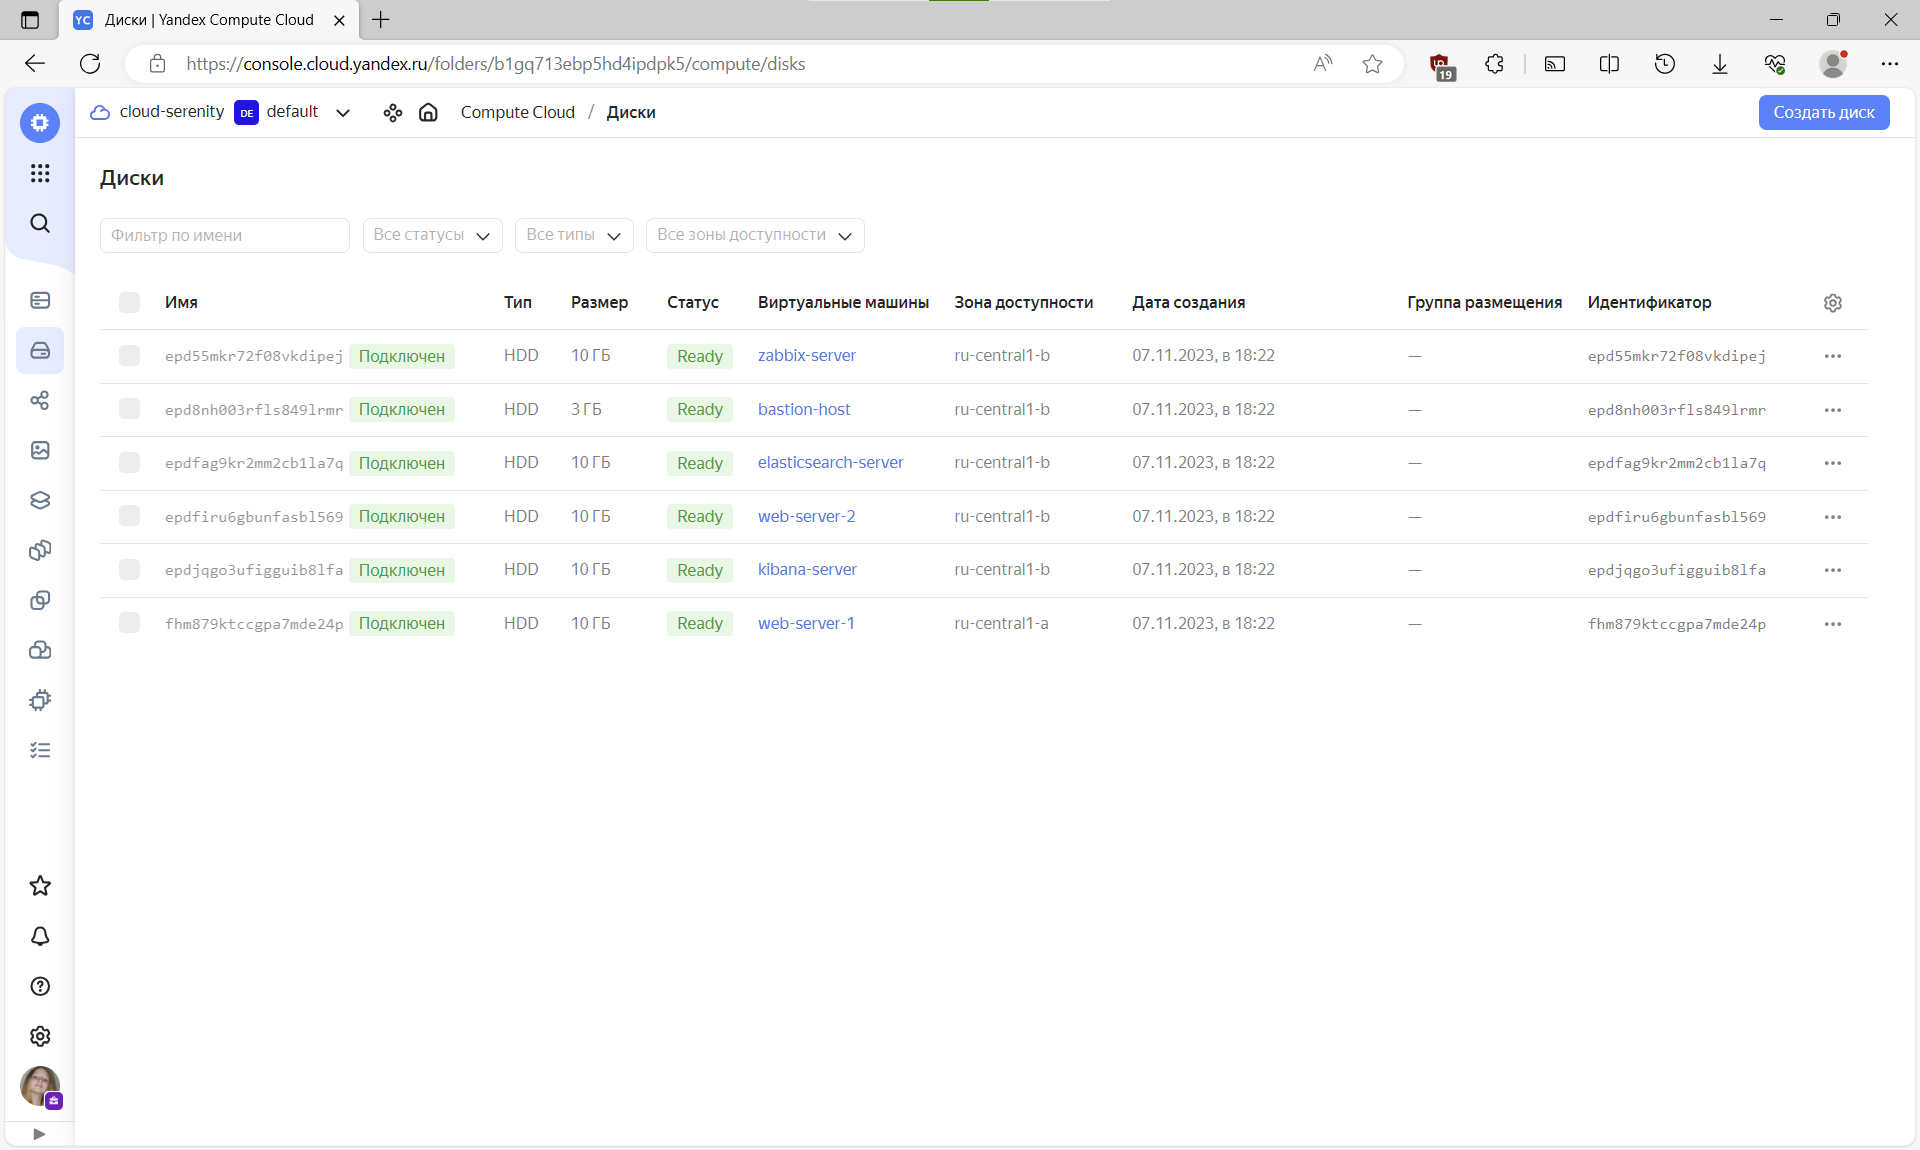 YC Диски | Yandex Compute Cloud
https://console.cloud.yandex.ru/folders/b1gq713ebp5hd4ipdpk5/compute/disks
19
cloud-serenity DE default Compute Cloud / Диски
Создать диск
Диски
Фильтр по имени Все статусы Все типы Все зоны доступности
Имя Тип Размер Статус Виртуальные машины Зона доступности Дата создания Группа размещения Идентификатор
epd55mkr72f08vkdipej Подключен HDD 10 ГБ Ready zabbix-server ru-central1-b 07.11.2023, в 18:22 — epd55mkr72f08vkdipej
epd8nh003rfls849lrmr Подключен HDD 3 ГБ Ready bastion-host ru-central1-b 07.11.2023, в 18:22 — epd8nh003rfls849lrmr
epdfag9kr2mm2cb1la7q Подключен HDD 10 ГБ Ready elasticsearch-server ru-central1-b 07.11.2023, в 18:22 — epdfag9kr2mm2cb1la7q
epdfiru6gbunfasbl569 Подключен HDD 10 ГБ Ready web-server-2 ru-central1-b 07.11.2023, в 18:22 — epdfiru6gbunfasbl569
epdjqgo3ufigguib8lfa Подключен HDD 10 ГБ Ready kibana-server ru-central1-b 07.11.2023, в 18:22 — epdjqgo3ufigguib8lfa
fhm879ktccgpa7mde24p Подключен HDD 10 ГБ Ready web-server-1 ru-central1-a 07.11.2023, в 18:22 — fhm879ktccgpa7mde24p